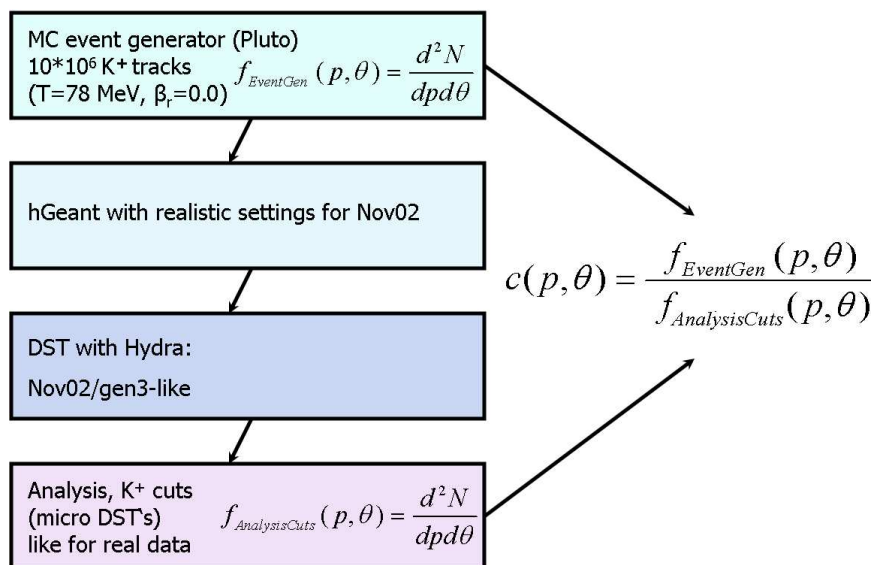 MC event generator (Pluto)
10*10⁶ K⁺ tracks
(T=78 MeV, βᵣ=0.0)
f_EventGen (p, θ) = d²N / dpdθ
hGeant with realistic settings for Nov02
DST with Hydra:
Nov02/gen3-like
Analysis, K⁺ cuts
(micro DST's)
like for real data
f_AnalysisCuts (p, θ) = d²N / dpdθ
c(p, θ) = f_EventGen (p, θ) / f_AnalysisCuts (p, θ)